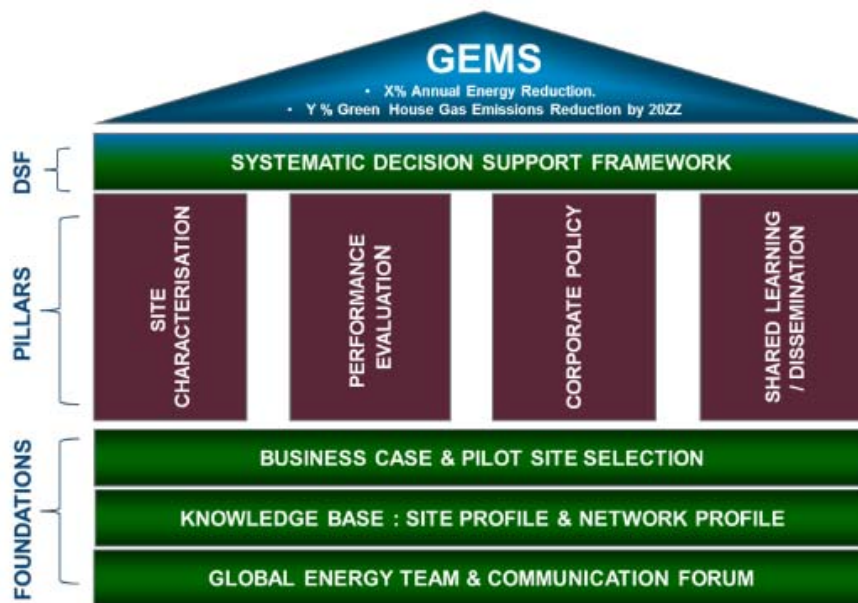 GEMS
• X% Annual Energy Reduction.
• Y % Green House Gas Emissions Reduction by 20ZZ
DSF
SYSTEMATIC DECISION SUPPORT FRAMEWORK
PILLARS
SITE
CHARACTERISATION
PERFORMANCE
EVALUATION
CORPORATE POLICY
SHARED LEARNING
/ DISSEMINATION
FOUNDATIONS
BUSINESS CASE & PILOT SITE SELECTION
KNOWLEDGE BASE : SITE PROFILE & NETWORK PROFILE
GLOBAL ENERGY TEAM & COMMUNICATION FORUM